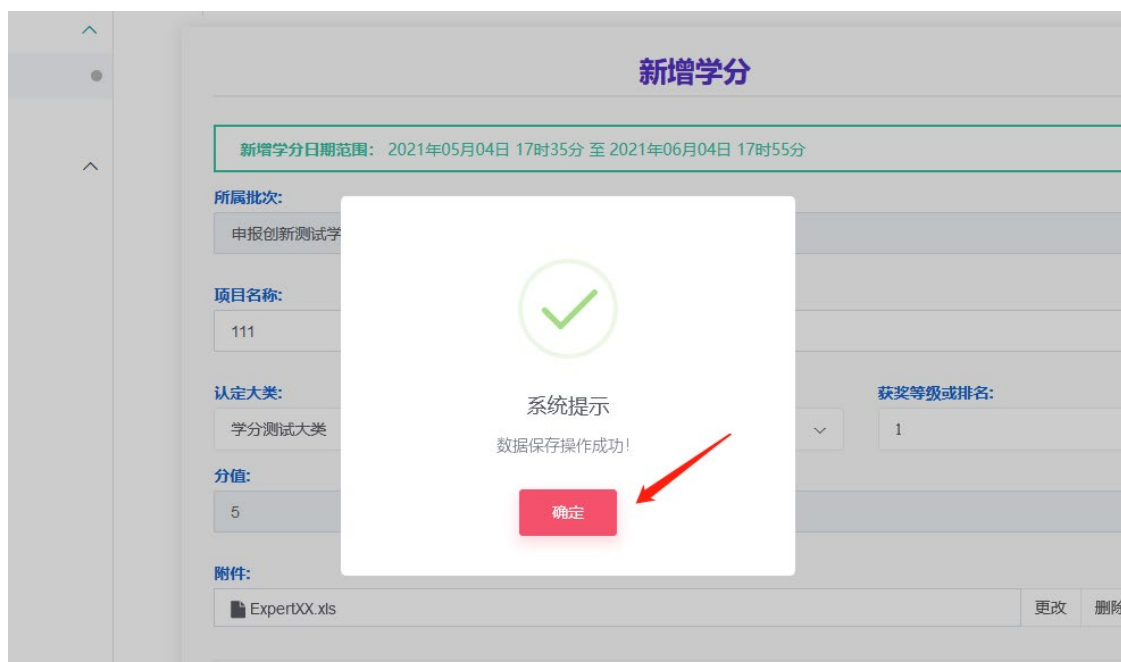 新增学分
新增学分日期范围： 2021年05月04日 17时35分 至 2021年06月04日 17时55分
所属批次:
申报创新测试学
项目名称:
111
认定大类:
获奖等级或排名:
学分测试大类
1
分值:
5
系统提示
数据保存操作成功!
确定
附件:
ExpertXX.xls
更改
删除